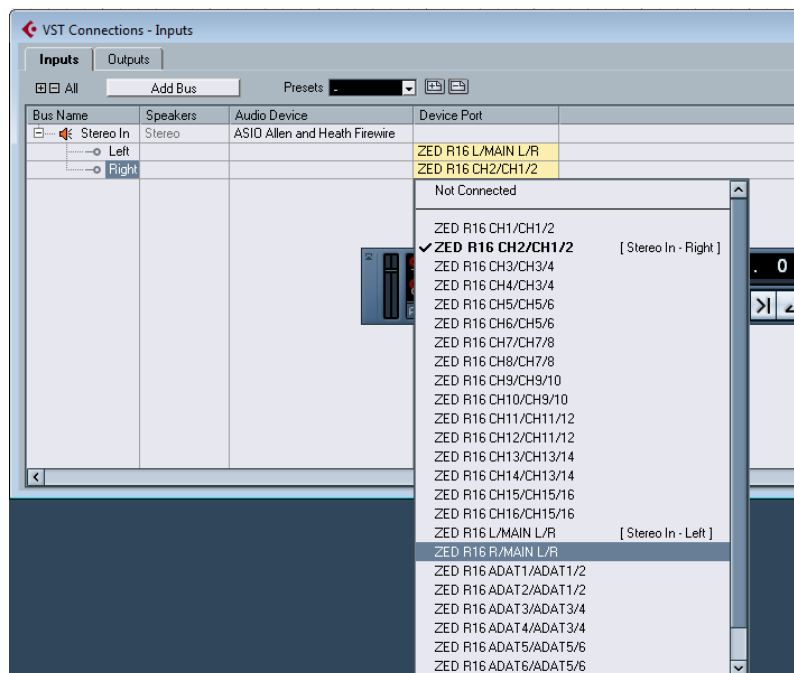 VST Connections - Inputs
Inputs Outputs
All Add Bus Presets -
Bus Name Speakers Audio Device Device Port
Stereo In Stereo ASIO Allen and Heath Firewire
Left ZED R16 L/MAIN L/R
Right ZED R16 CH2/CH1/2
Not Connected
ZED R16 CH1/CH1/2
ZED R16 CH2/CH1/2 [ Stereo In - Right ]
ZED R16 CH3/CH3/4
ZED R16 CH4/CH3/4
ZED R16 CH5/CH5/6
ZED R16 CH6/CH5/6
ZED R16 CH7/CH7/8
ZED R16 CH8/CH7/8
ZED R16 CH9/CH9/10
ZED R16 CH10/CH9/10
ZED R16 CH11/CH11/12
ZED R16 CH12/CH11/12
ZED R16 CH13/CH13/14
ZED R16 CH14/CH13/14
ZED R16 CH15/CH15/16
ZED R16 CH16/CH15/16
ZED R16 L/MAIN L/R [ Stereo In - Left ]
ZED R16 R/MAIN L/R
ZED R16 ADAT1/ADAT1/2
ZED R16 ADAT2/ADAT1/2
ZED R16 ADAT3/ADAT3/4
ZED R16 ADAT4/ADAT3/4
ZED R16 ADAT5/ADAT5/6
ZED R16 ADAT6/ADAT5/6
. 0